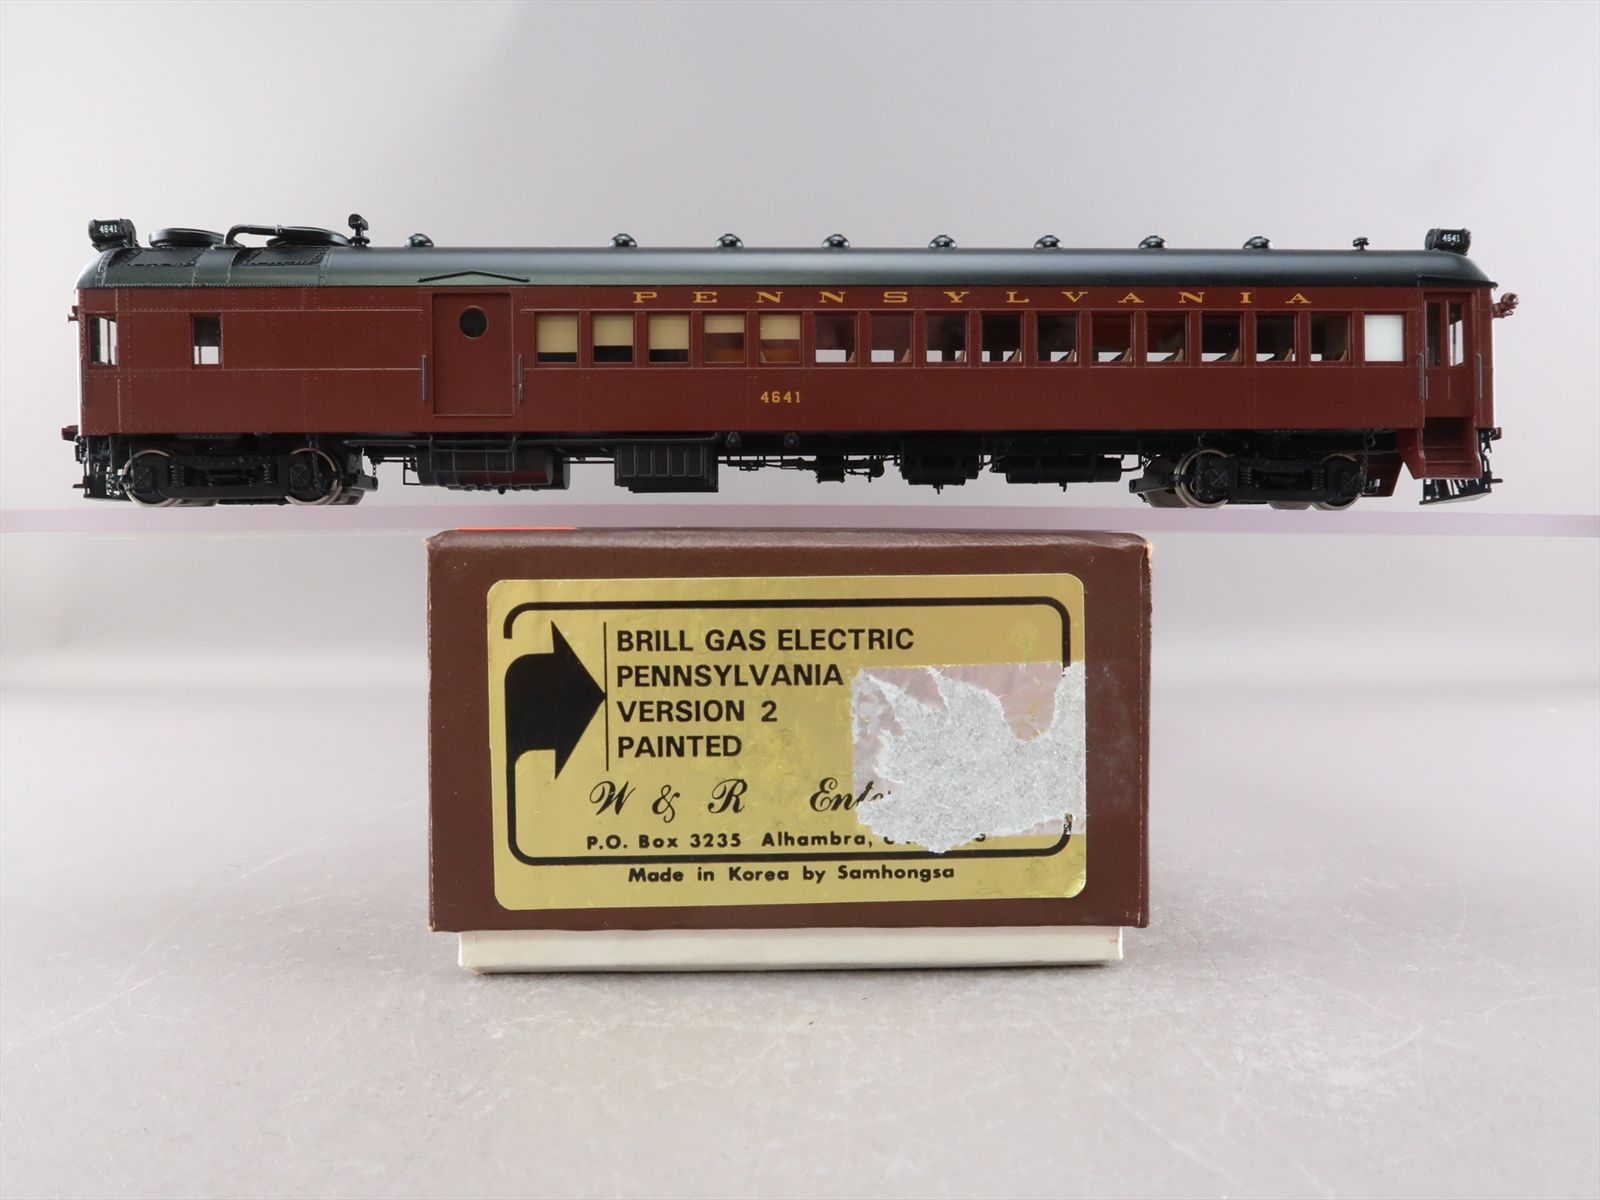 4641
4641
PENNSYLVANIA
4641
BRILL GAS ELECTRIC
PENNSYLVANIA
VERSION 2
PAINTED
W & R
P.O. Box 3235 Alhambra,
Made in Korea by Samhongsa